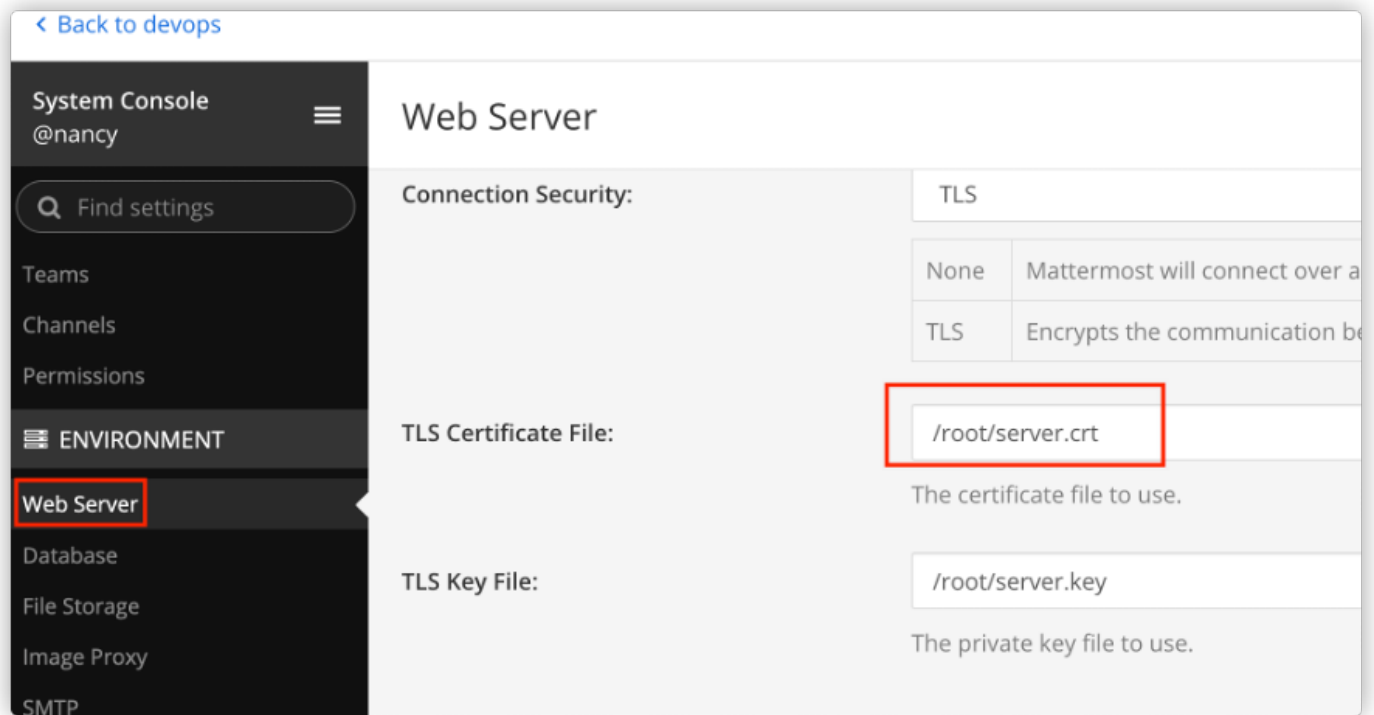 Back to devops
System Console
@nancy
Find settings
Teams
Channels
Permissions
ENVIRONMENT
Web Server
Database
File Storage
Image Proxy
SMTP
Web Server
Connection Security:
TLS
None Mattermost will connect over a
TLS Encrypts the communication
TLS Certificate File:
/root/server.crt
The certificate file to use.
TLS Key File:
/root/server.key
The private key file to use.